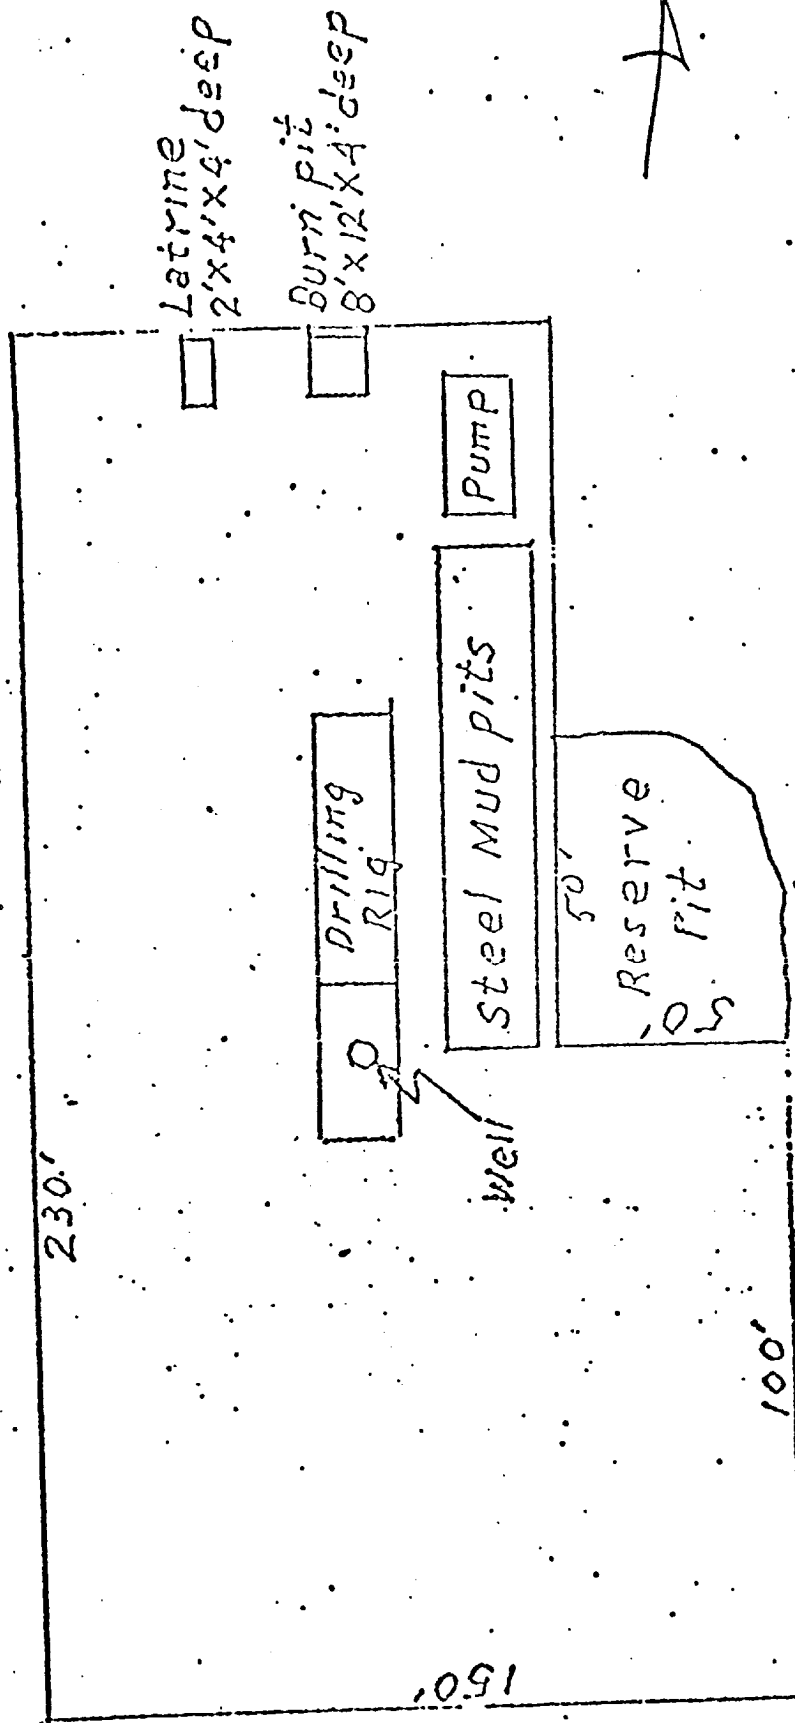 Latrine
2'x4'x4'deep
Burn pit
8'x12'x4'deep
230'
Pump
Drilling
Rig
Steel Mud pits
Well
50'
Reserve
Pit
50'
100'
150'